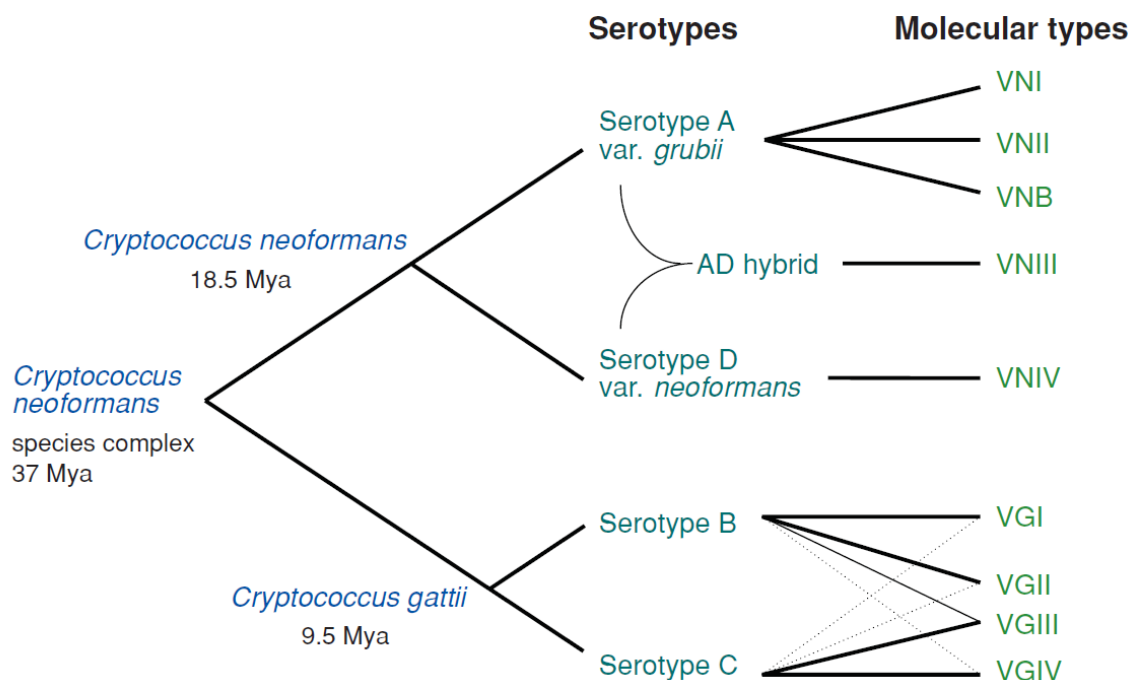 Serotypes
Molecular types
Serotype A
var. grubii
VNI
VNII
VNB
Cryptococcus neoformans
18.5 Mya
AD hybrid
VNIII
Cryptococcus
neoformans
species complex
37 Mya
Serotype D
var. neoformans
VNIV
Serotype B
VGI
VGII
Cryptococcus gattii
9.5 Mya
VGIII
Serotype C
VGIV